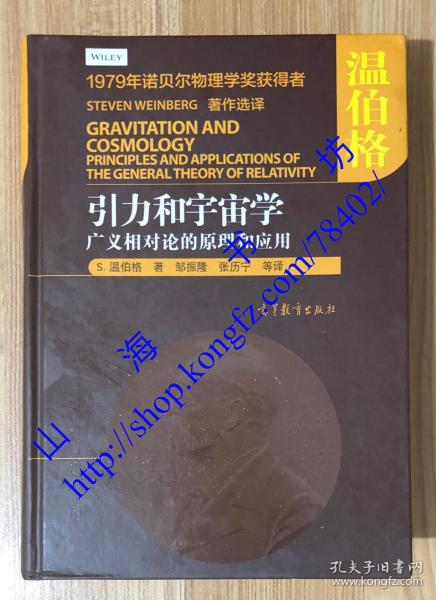 WILEY
温伯格
1979年诺贝尔物理学奖获得者
STEVEN WEINBERG 著作选译
GRAVITATION AND
COSMOLOGY
PRINCIPLES AND APPLICATIONS OF
THE GENERAL THEORY OF RELATIVITY
引力和宇宙学
广义相对论的原理和应用
S. 温伯格 著 邹振隆 张历宁 等译
高等教育出版社
山海书坊
http://shop.kongfz.com/78402/
孔夫子旧书网
www.kongfz.com